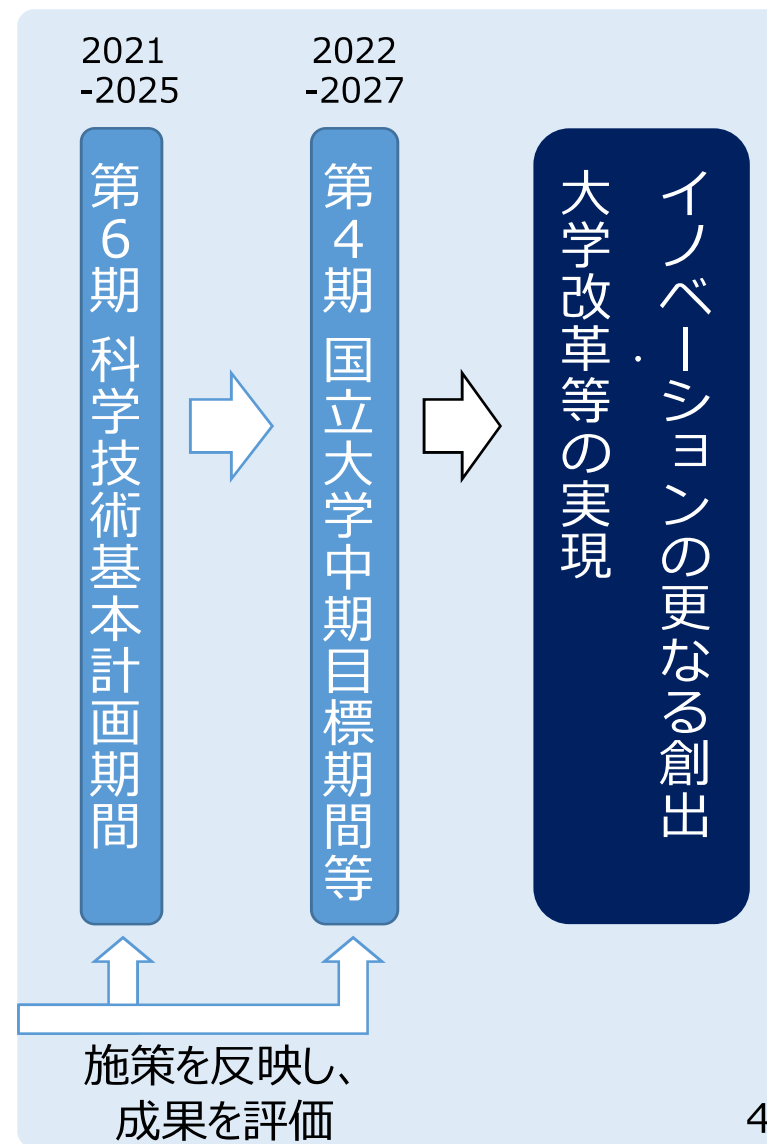 2021
-2025
2022
-2027
第6期 科学技術基本計画期間
第4期 国立大学中期目標期間等
イノベーションの更なる創出・
大学改革等の実現
施策を反映し、
成果を評価
4